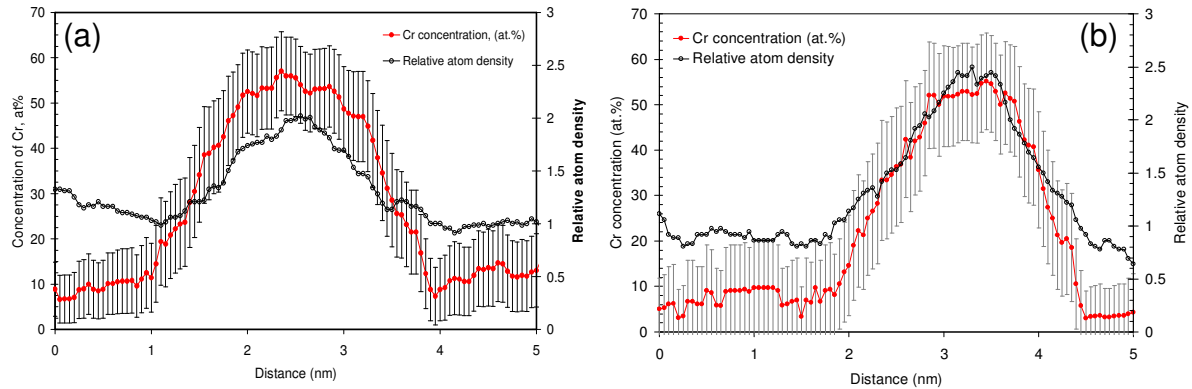 (a)
Cr concentration, (at.%)
Relative atom density
Concentration of Cr, at%
70
60
50
40
30
20
10
0
3
2.5
2
1.5
1
0.5
0
Relative atom density
0 1 2 3 4 5
Distance (nm)
(b)
Cr concentration (at.%)
Relative atom density
Cr concentration (at.%)
70
60
50
40
30
20
10
0
3
2.5
2
1.5
1
0.5
0
Relative atom density
0 1 2 3 4 5
Distance (nm)